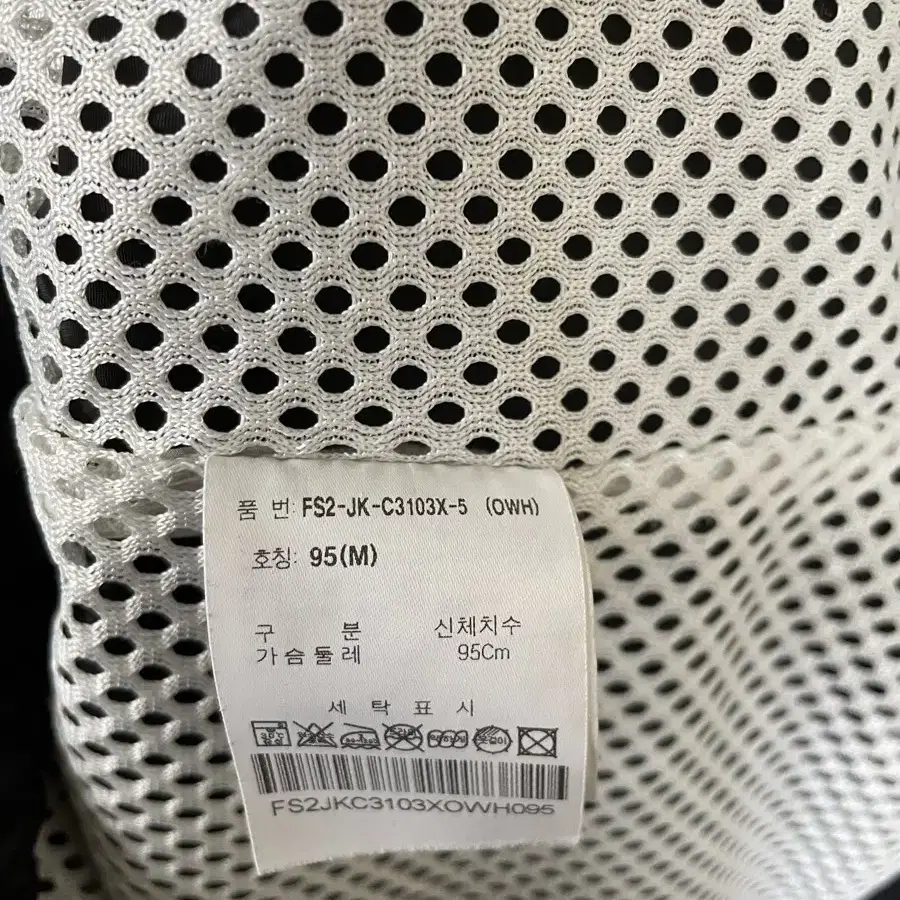 품 번: FS2-JK-C3103X-5 (OWH)
호칭: 95(M)
구 분 신체치수
가슴둘레 95Cm
세 탁 표 시
FS2JKC3103XOWH095